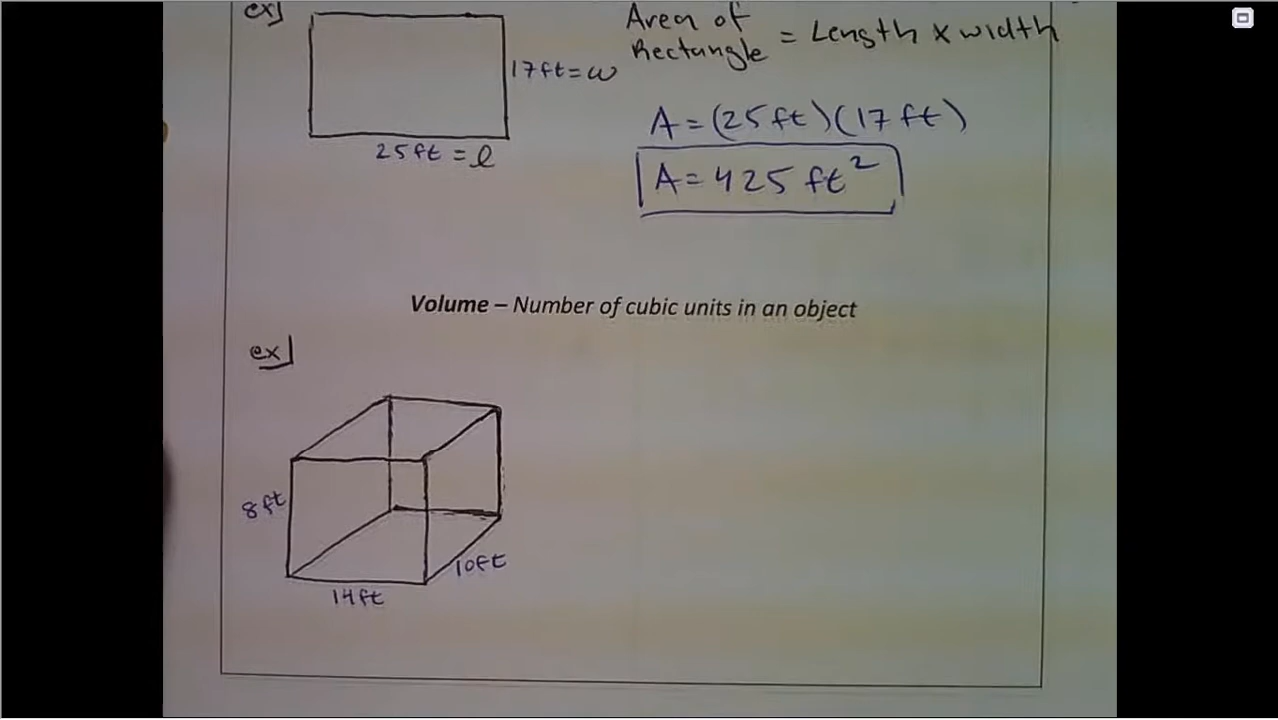 ex]
Area of
Rectangle = Length x width
17ft = w
25ft = l
A = (25ft)(17ft)
A = 425 ft²
Volume – Number of cubic units in an object
ex]
8ft
10ft
14ft